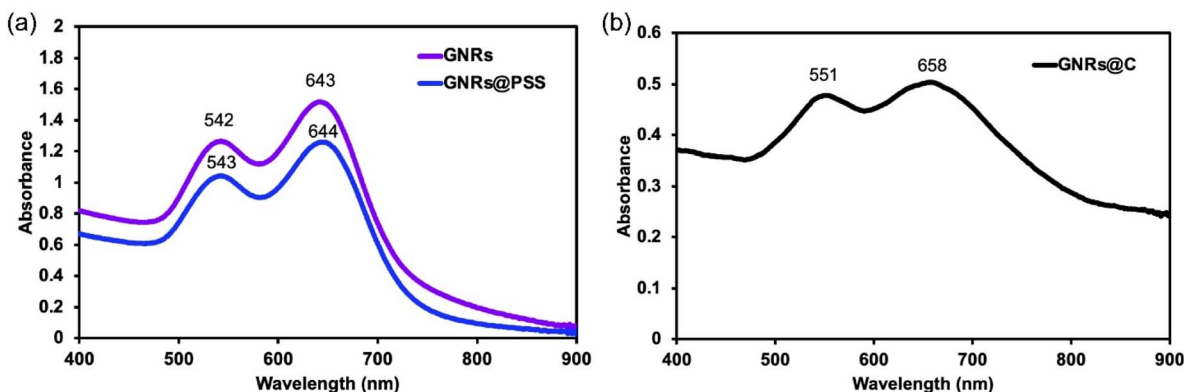 (a)
2
1.8
1.6
1.4
1.2
1
0.8
0.6
0.4
0.2
0
Absorbance
GNRs
GNRs@PSS
643
542
644
543
400 500 600 700 800 900
Wavelength (nm)
(b)
0.6
0.5
0.4
0.3
0.2
0.1
0
Absorbance
GNRs@C
551
658
400 500 600 700 800 900
Wavelength (nm)